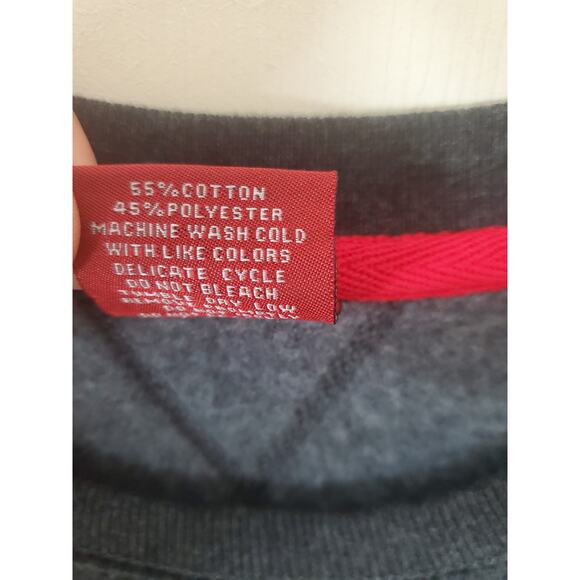 55%COTTON
45%POLYESTER
MACHINE WASH COLD
WITH LIKE COLORS
DELICATE CYCLE
DO NOT BLEACH
TUMBLE DRY LOW